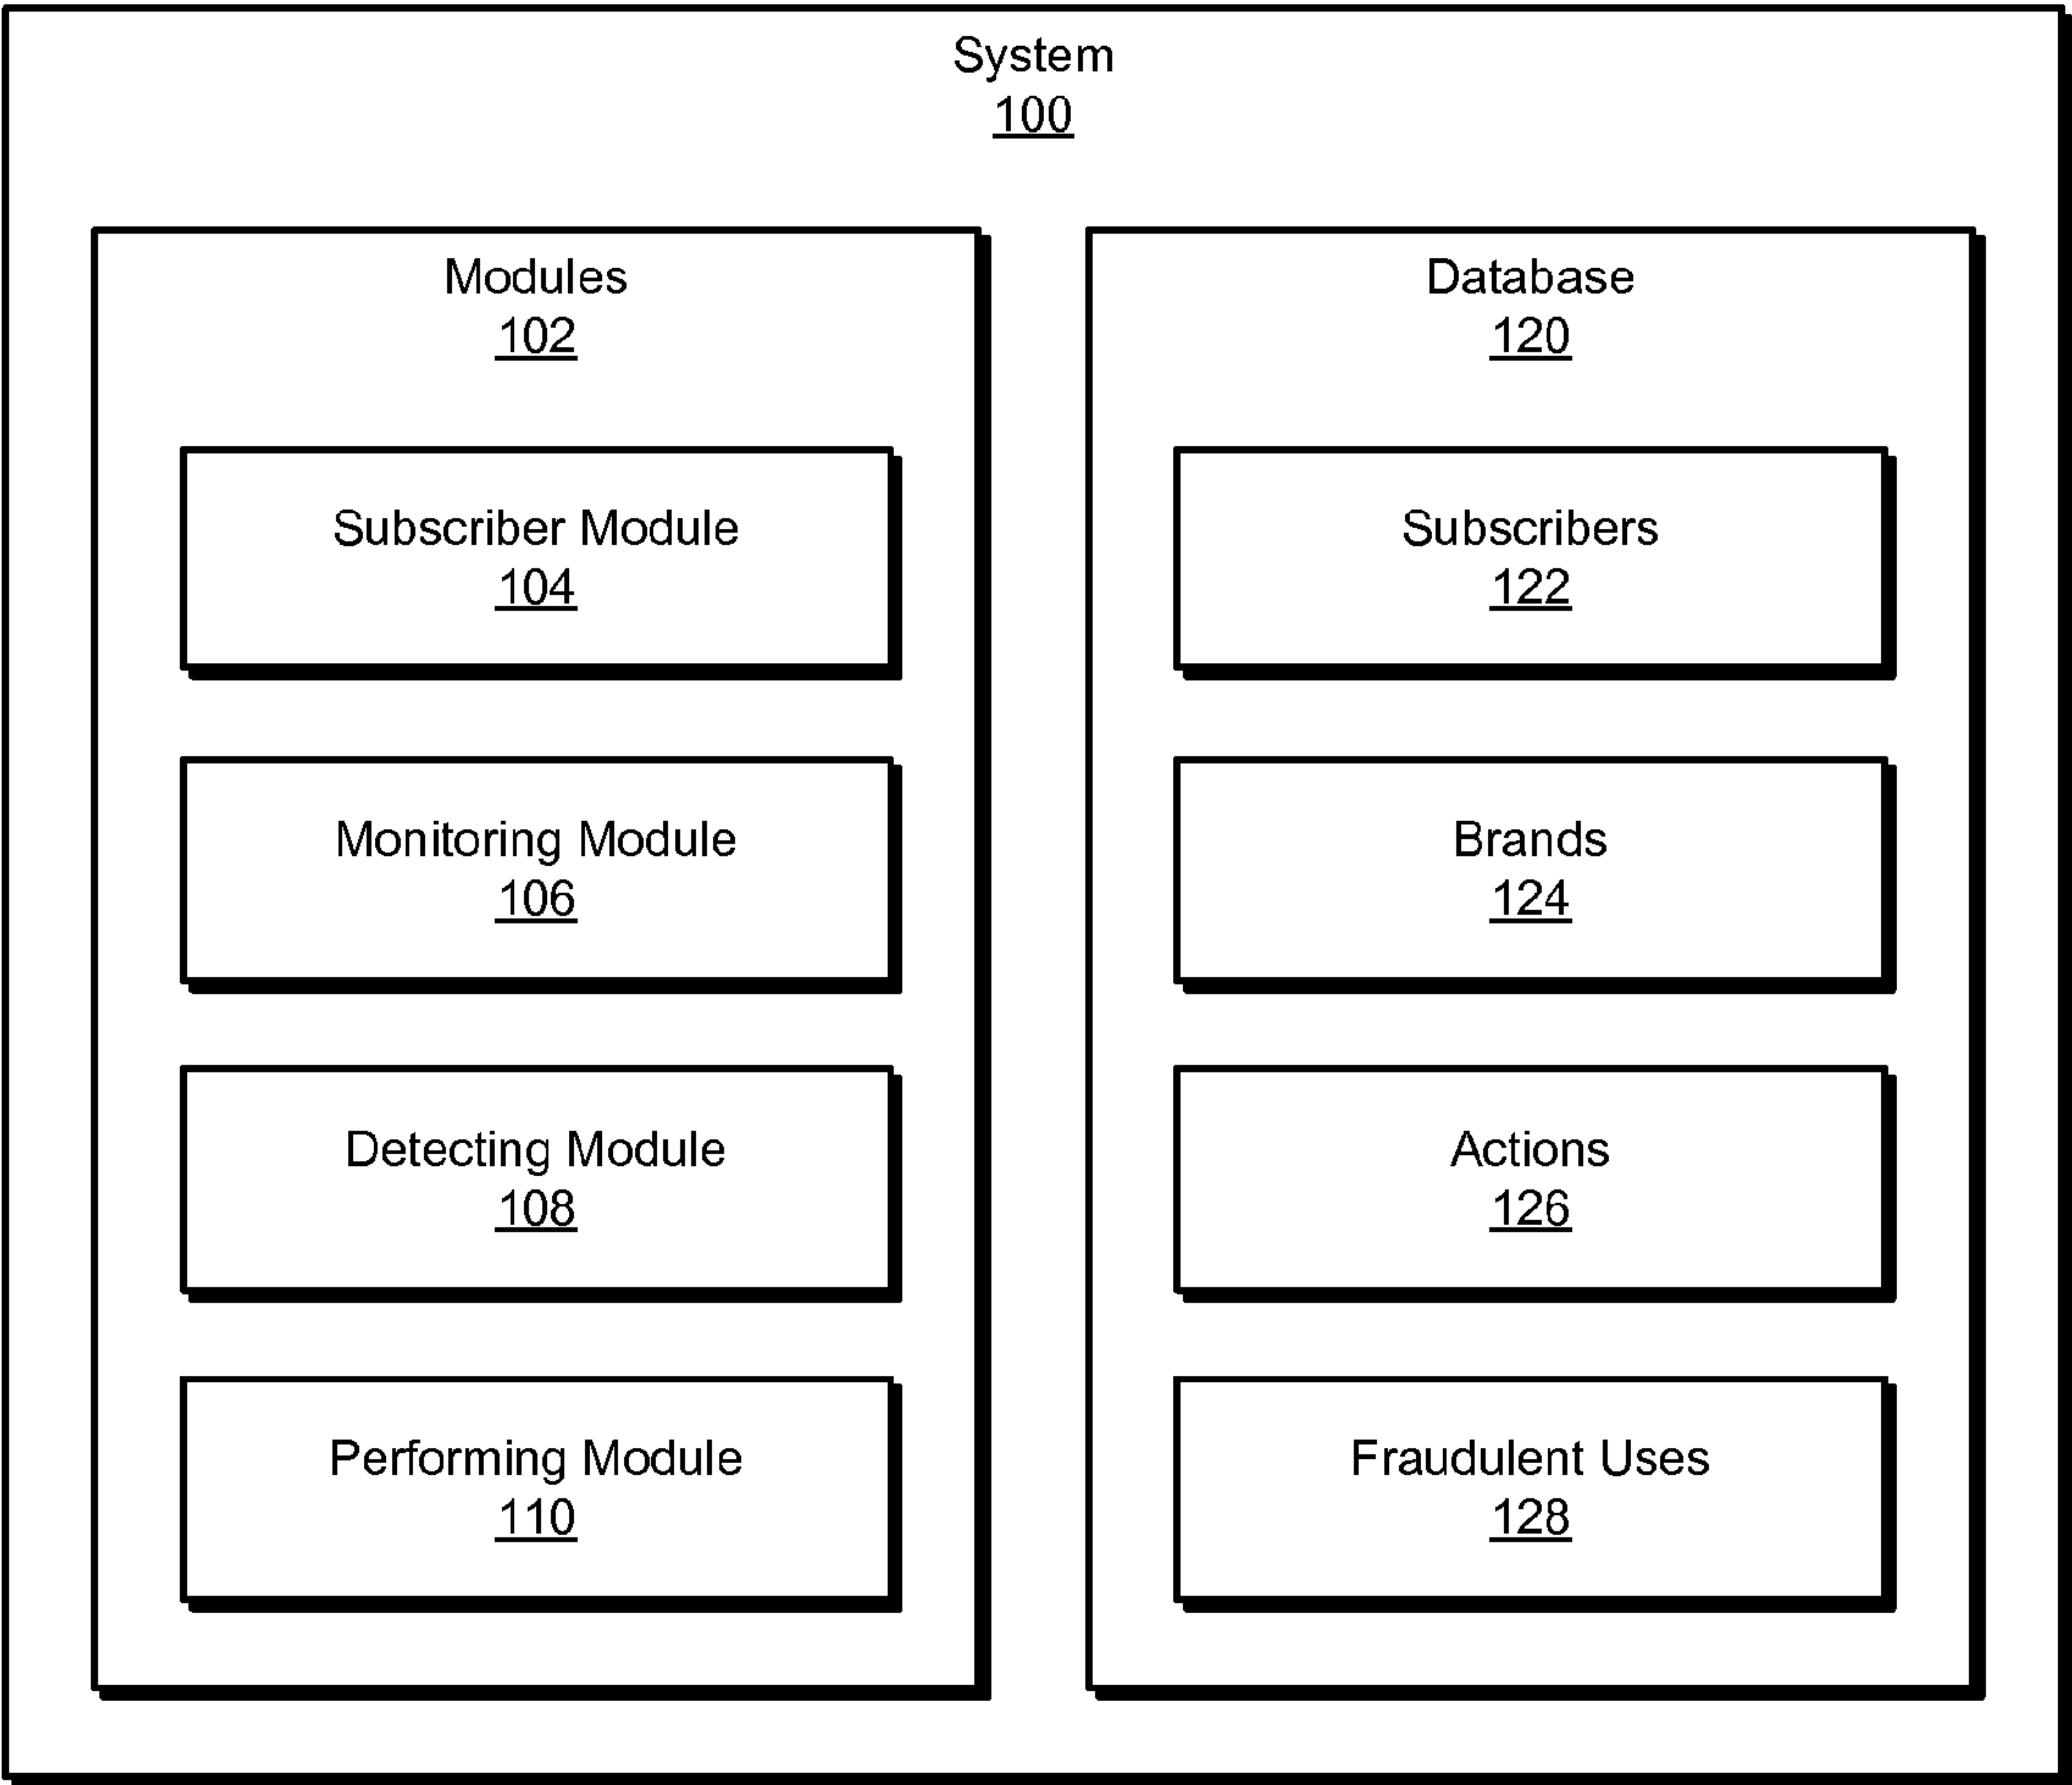 System
100
Modules
102
Subscriber Module
104
Monitoring Module
106
Detecting Module
108
Performing Module
110
Database
120
Subscribers
122
Brands
124
Actions
126
Fraudulent Uses
128